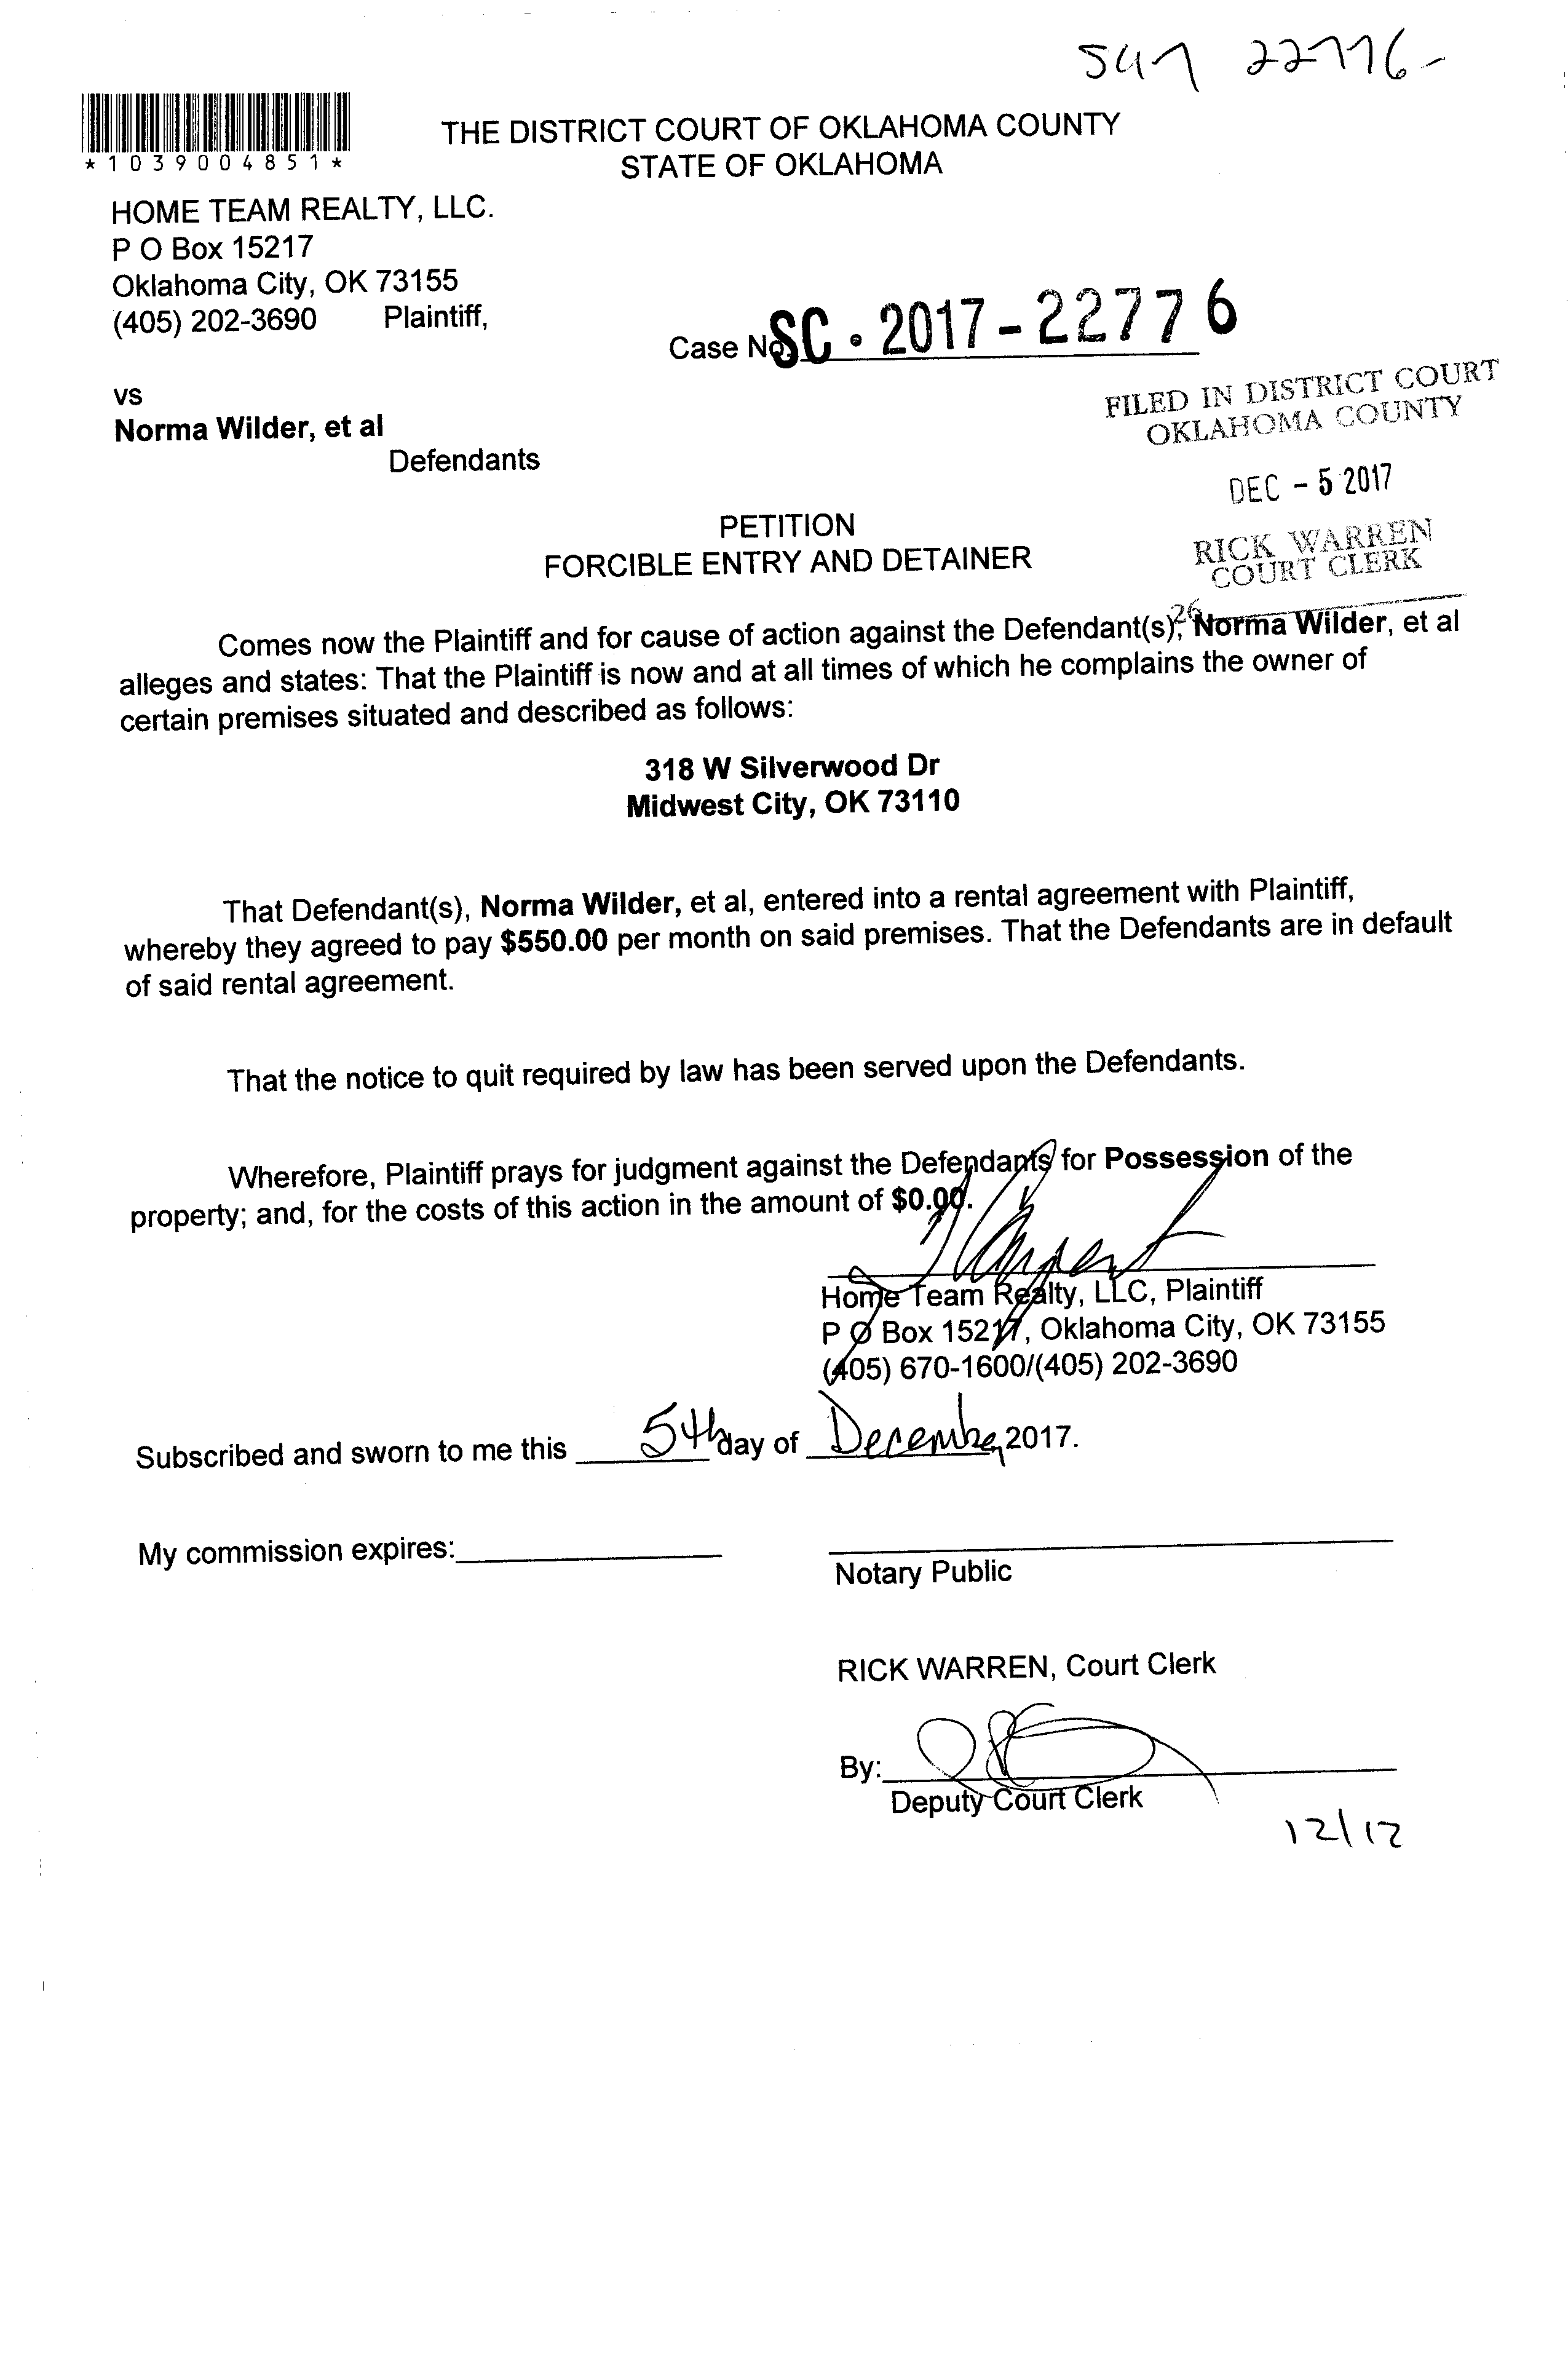 22776-
*1039004851*
THE DISTRICT COURT OF OKLAHOMA COUNTY
STATE OF OKLAHOMA
HOME TEAM REALTY, LLC.
P O Box 15217
Oklahoma City, OK 73155
(405) 202-3690 Plaintiff,
Case No. SC • 2017-22776
vs
Norma Wilder, et al
Defendants
FILED IN DISTRICT COURT
OKLAHOMA COUNTY
DEC - 5 2017
RICK WARREN
COURT CLERK
26
PETITION
FORCIBLE ENTRY AND DETAINER
Comes now the Plaintiff and for cause of action against the Defendant(s), Norma Wilder, et al
alleges and states: That the Plaintiff is now and at all times of which he complains the owner of
certain premises situated and described as follows:
318 W Silverwood Dr
Midwest City, OK 73110
That Defendant(s), Norma Wilder, et al, entered into a rental agreement with Plaintiff,
whereby they agreed to pay $550.00 per month on said premises. That the Defendants are in default
of said rental agreement.
That the notice to quit required by law has been served upon the Defendants.
Wherefore, Plaintiff prays for judgment against the Defendants for Possession of the
property; and, for the costs of this action in the amount of $0.00.
Home Team Realty, LLC, Plaintiff
P O Box 15217, Oklahoma City, OK 73155
(405) 670-1600/(405) 202-3690
Subscribed and sworn to me this 5th day of December, 2017.
My commission expires:
Notary Public
RICK WARREN, Court Clerk
By:
Deputy Court Clerk
12/12